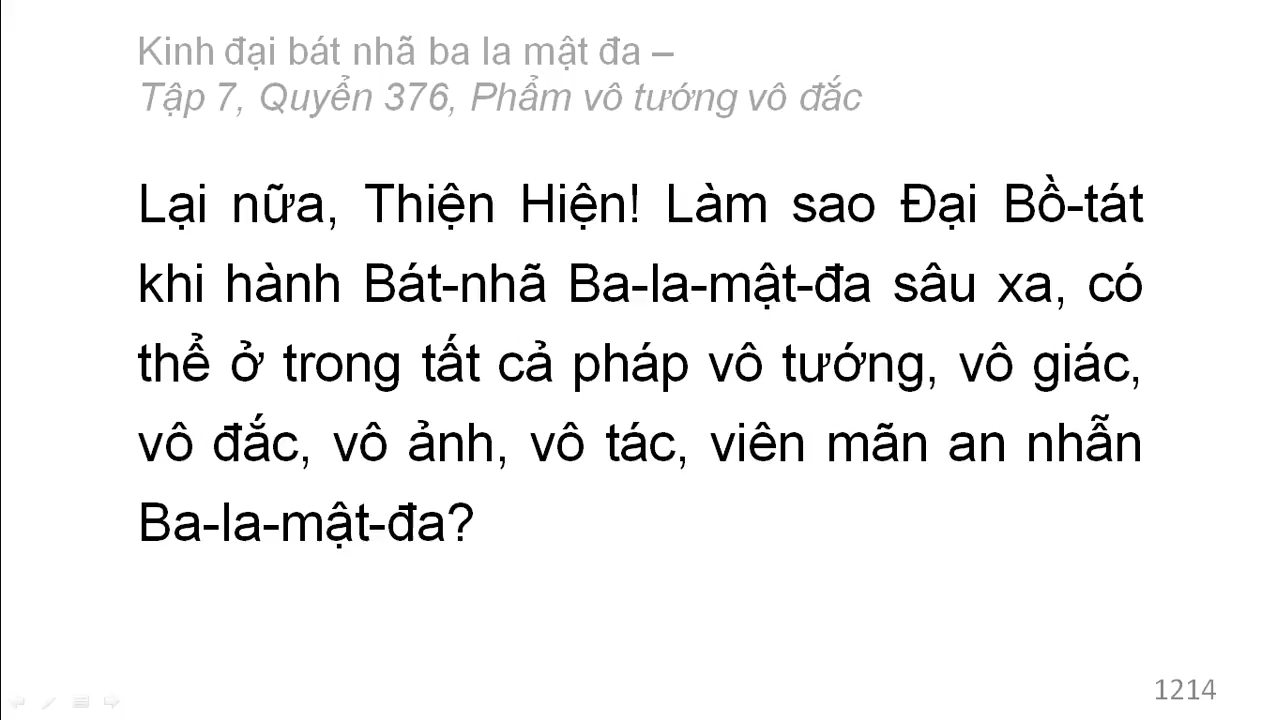 Kinh đại bát nhã ba la mật đa –
Tập 7, Quyển 376, Phẩm vô tướng vô đắc
Lại nữa, Thiện Hiện! Làm sao Đại Bồ-tát
khi hành Bát-nhã Ba-la-mật-đa sâu xa, có
thể ở trong tất cả pháp vô tướng, vô giác,
vô đắc, vô ảnh, vô tác, viên mãn an nhẫn
Ba-la-mật-đa?
1214